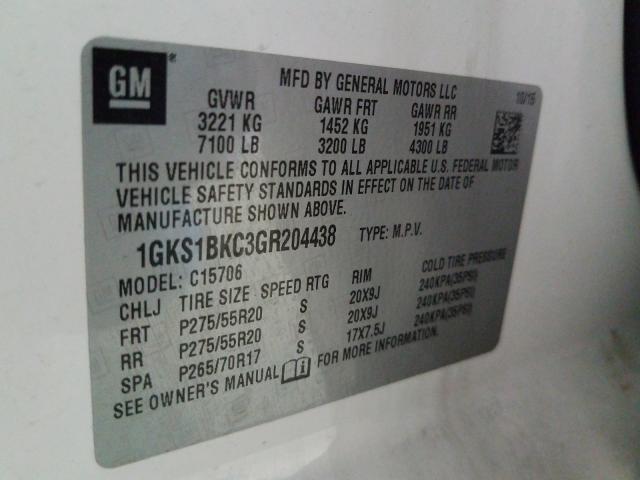 GM
MFD BY GENERAL MOTORS LLC
10/15
GVWR GAWR FRT GAWR RR
3221 KG 1452 KG 1951 KG
7100 LB 3200 LB 4300 LB
THIS VEHICLE CONFORMS TO ALL APPLICABLE U.S. FEDERAL MOTOR
VEHICLE SAFETY STANDARDS IN EFFECT ON THE DATE OF
MANUFACTURE SHOWN ABOVE.
1GKS1BKC3GR204438 TYPE: M.P.V.
MODEL: C15706
CHLJ TIRE SIZE SPEED RTG RIM COLD TIRE PRESSURE
FRT P275/55R20 S 20X9J 240KPA(35PSI)
RR P275/55R20 S 20X9J 240KPA(35PSI)
SPA P265/70R17 S 17X7.5J 240KPA(35PSI)
SEE OWNER'S MANUAL FOR MORE INFORMATION.